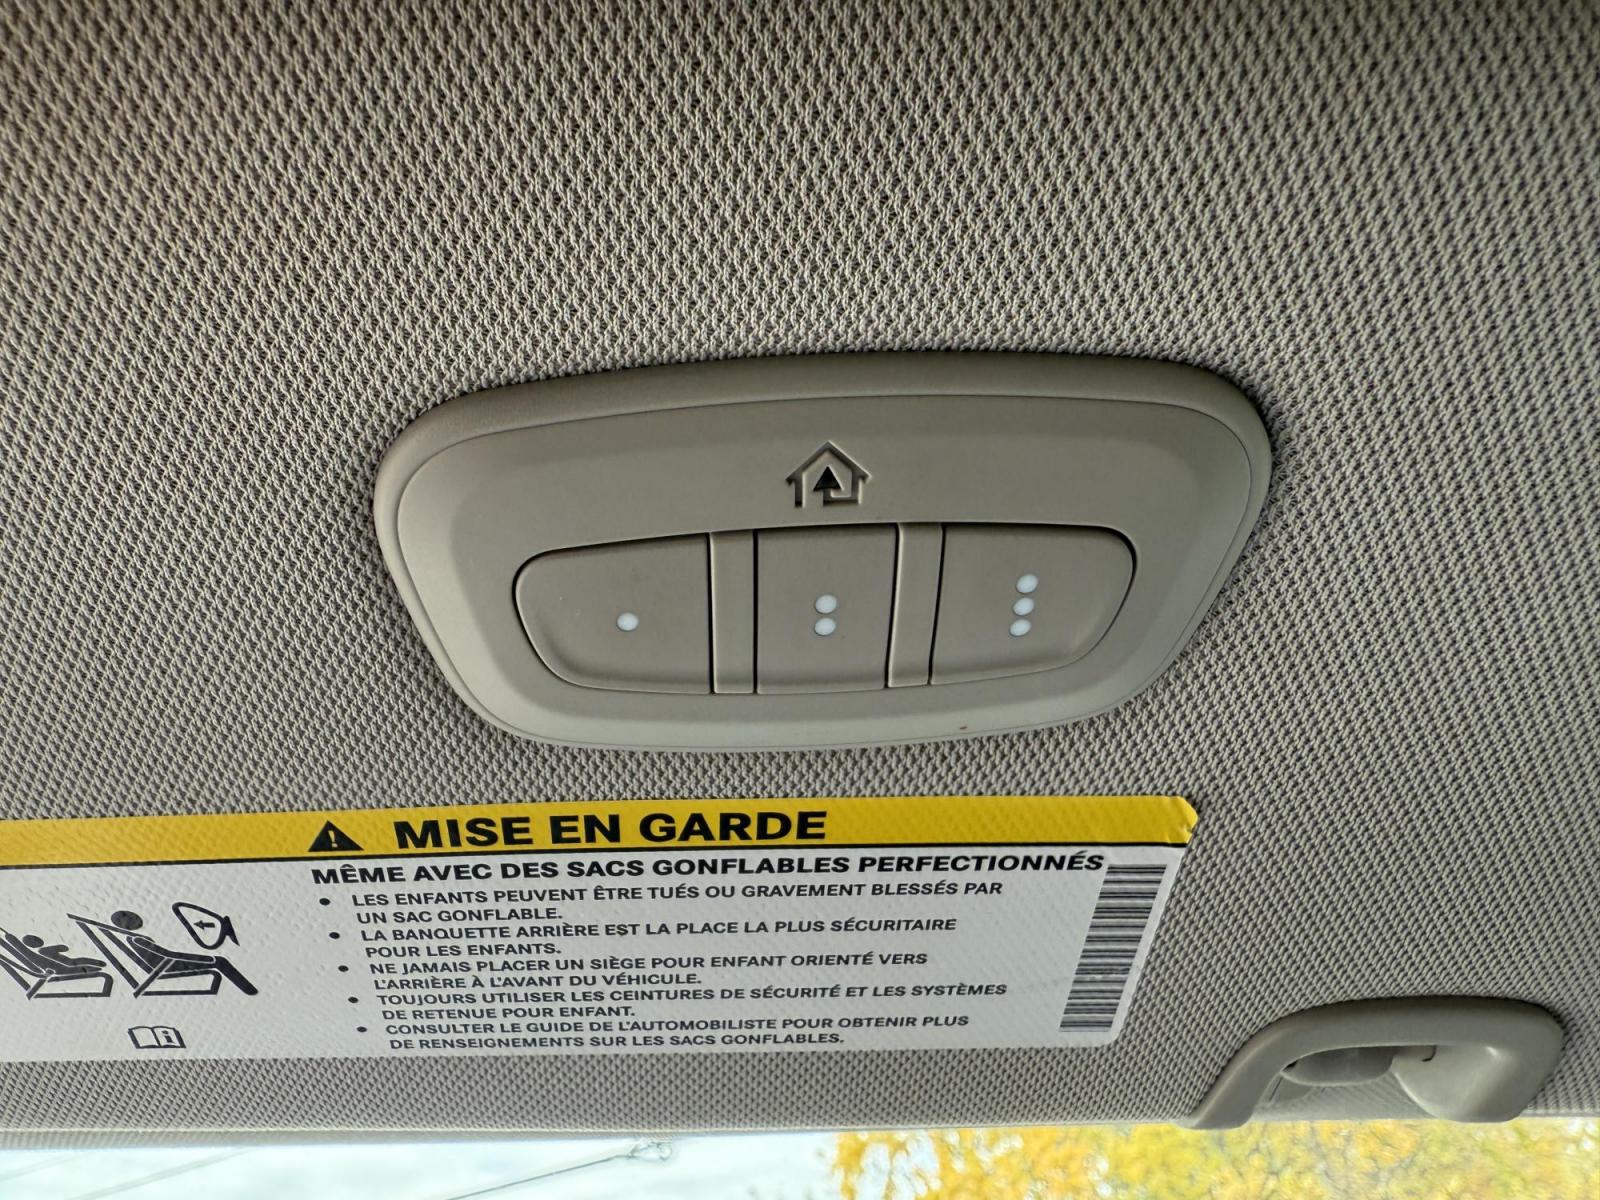 MISE EN GARDE
MÊME AVEC DES SACS GONFLABLES PERFECTIONNÉS
• LES ENFANTS PEUVENT ÊTRE TUÉS OU GRAVEMENT BLESSÉS PAR
UN SAC GONFLABLE.
• LA BANQUETTE ARRIÈRE EST LA PLACE LA PLUS SÉCURITAIRE
POUR LES ENFANTS.
• NE JAMAIS PLACER UN SIÈGE POUR ENFANT ORIENTÉ VERS
L'ARRIÈRE À L'AVANT DU VÉHICULE.
• TOUJOURS UTILISER LES CEINTURES DE SÉCURITÉ ET LES SYSTÈMES
DE RETENUE POUR ENFANT.
• CONSULTER LE GUIDE DE L'AUTOMOBILISTE POUR OBTENIR PLUS
DE RENSEIGNEMENTS SUR LES SACS GONFLABLES.